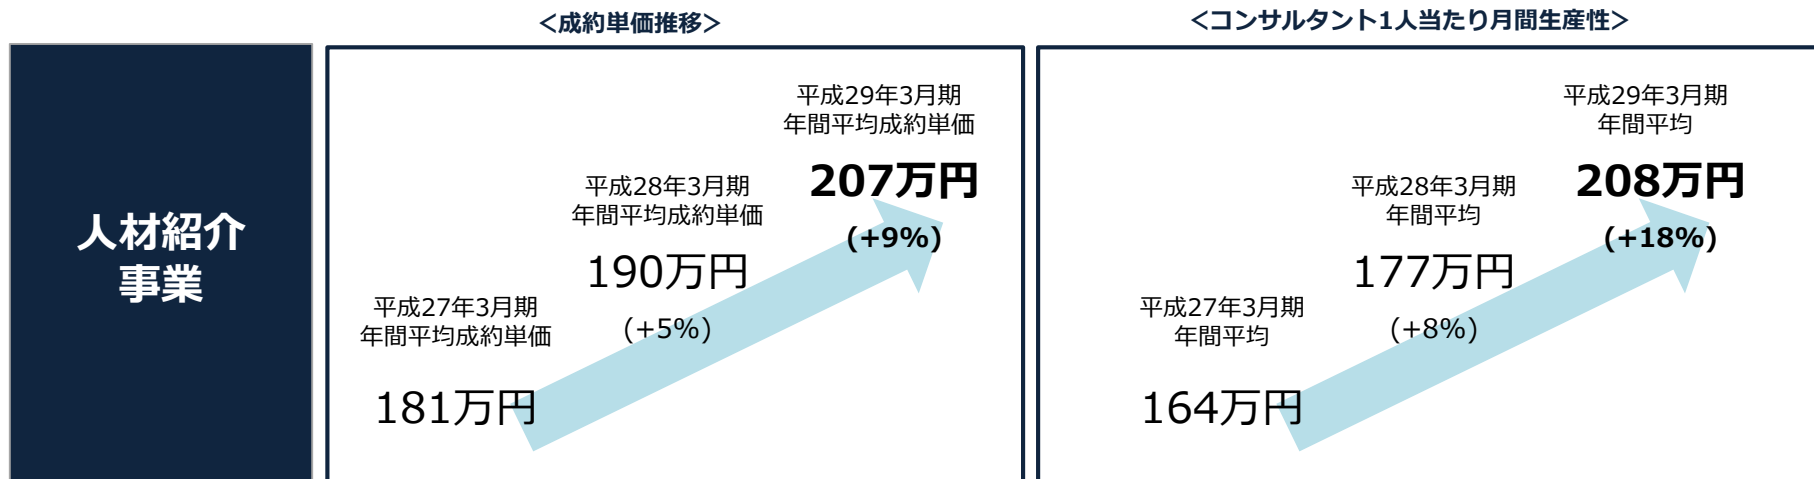 ＜成約単価推移＞
＜コンサルタント1人当たり月間生産性＞
人材紹介
事業
平成29年3月期
年間平均成約単価
207万円
(+9%)
平成28年3月期
年間平均成約単価
190万円
（+5%）
平成27年3月期
年間平均成約単価
181万円
平成29年3月期
年間平均
208万円
(+18%)
平成28年3月期
年間平均
177万円
（+8%）
平成27年3月期
年間平均
164万円